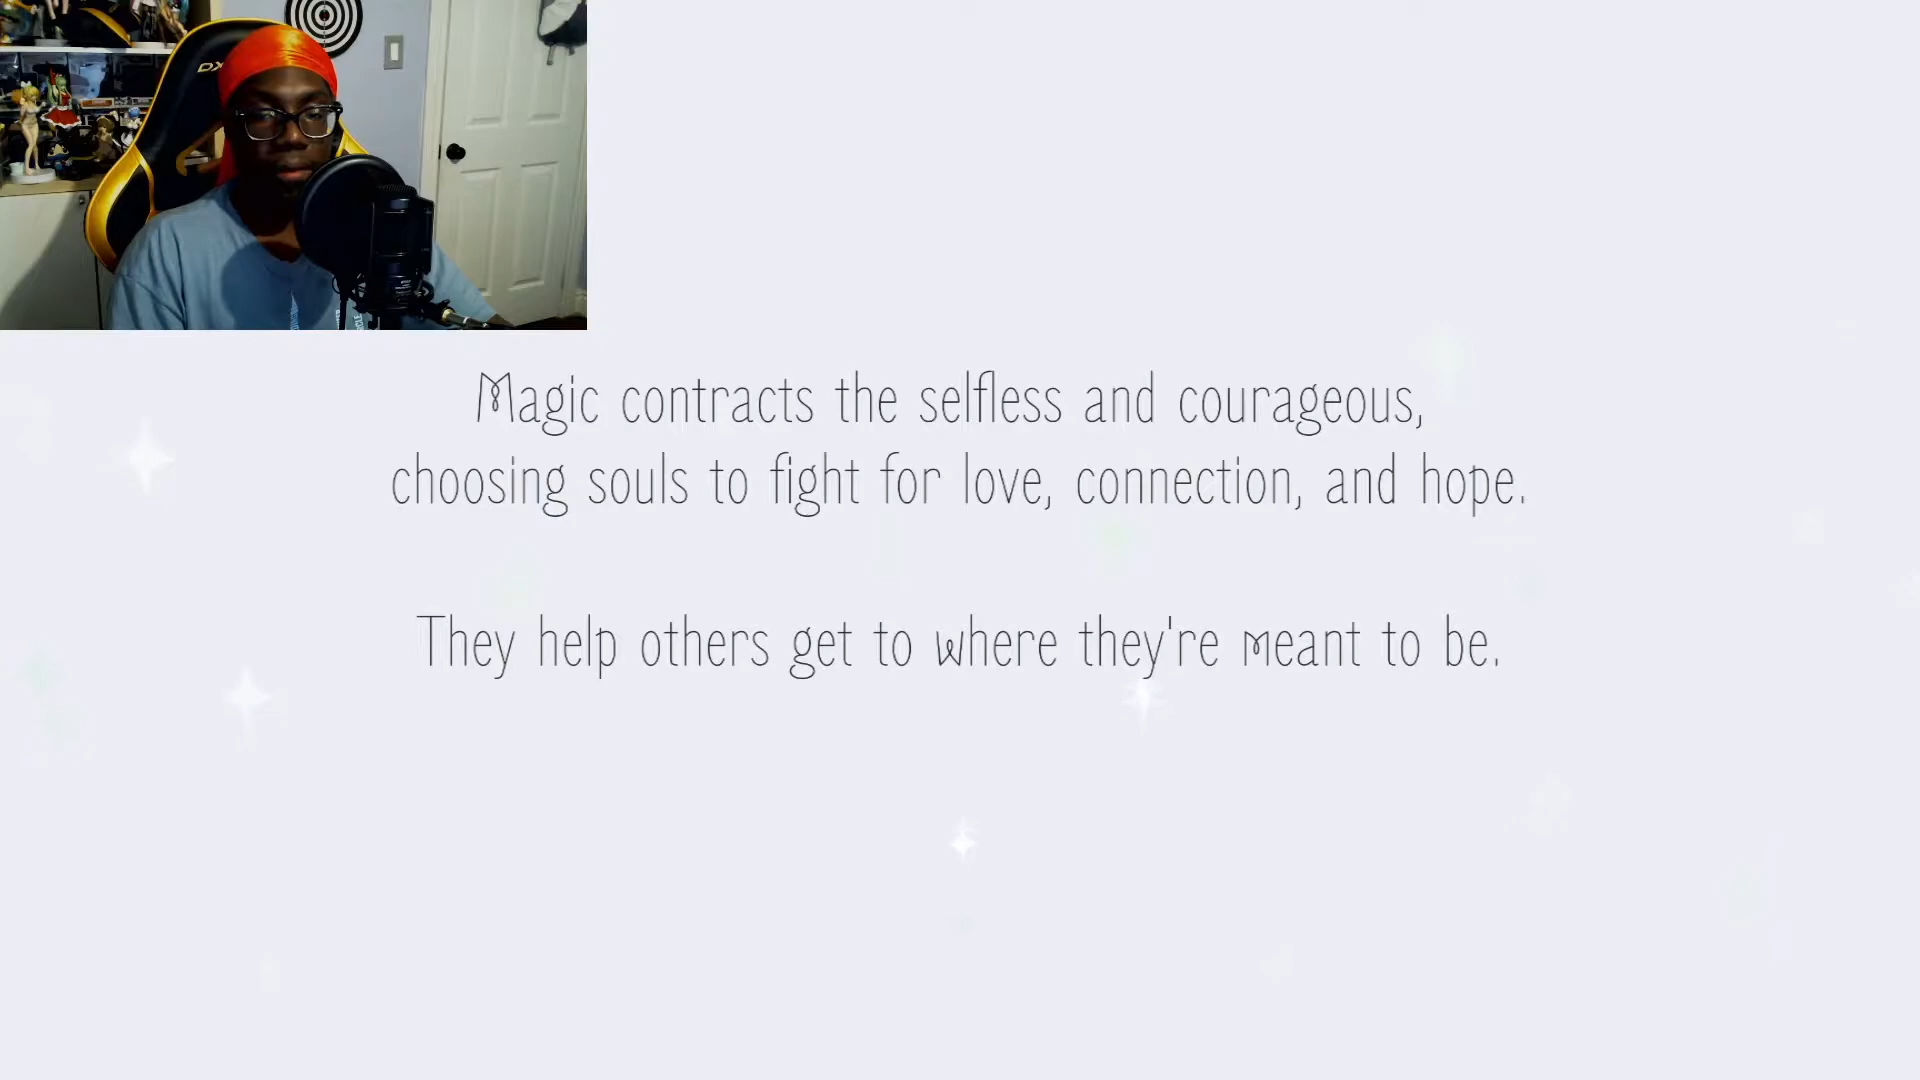 DX
Magic contracts the selfless and courageous,
choosing souls to fight for love, connection, and hope.
They help others get to where they're meant to be.